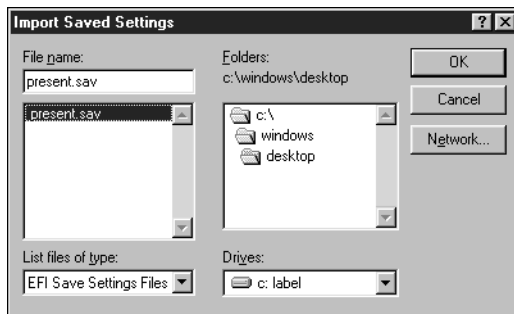 Import Saved Settings
File name:
present.sav
present.sav
List files of type:
EFI Save Settings Files
Folders:
c:\windows\desktop
c:\
windows
desktop
Drives:
c: label
OK
Cancel
Network...